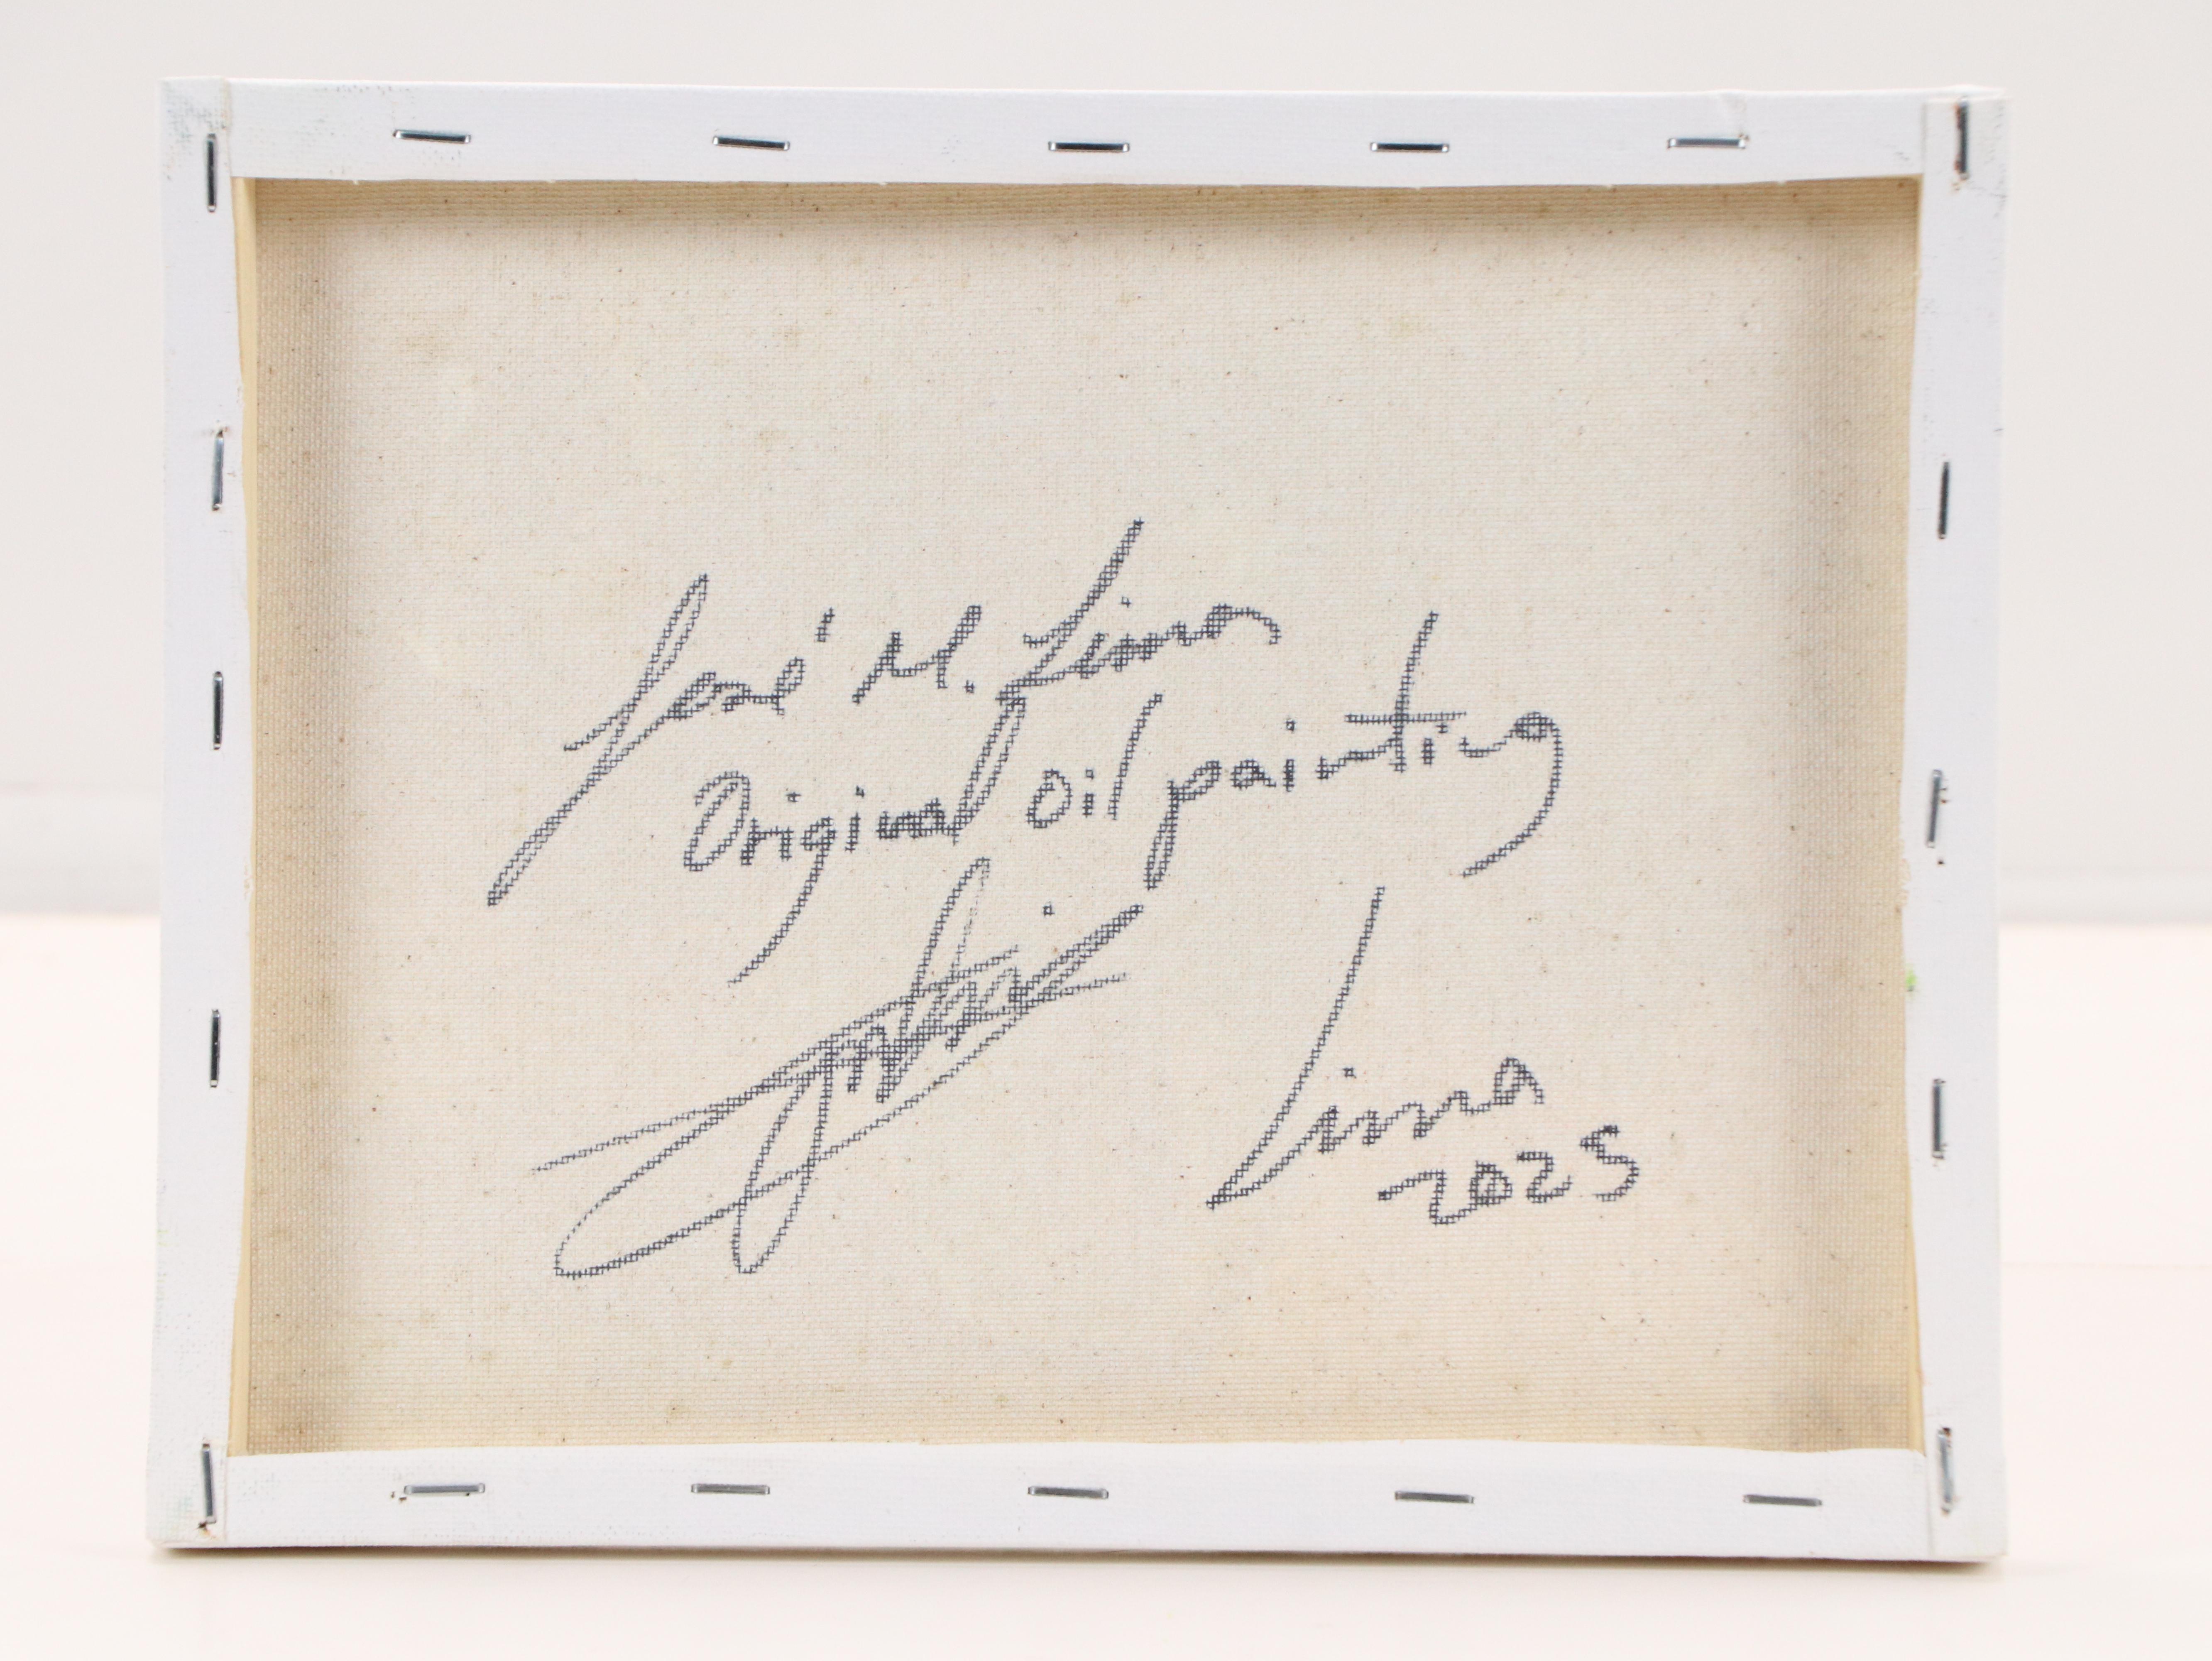 José M. Lima
Original oil painting
Lima
2025